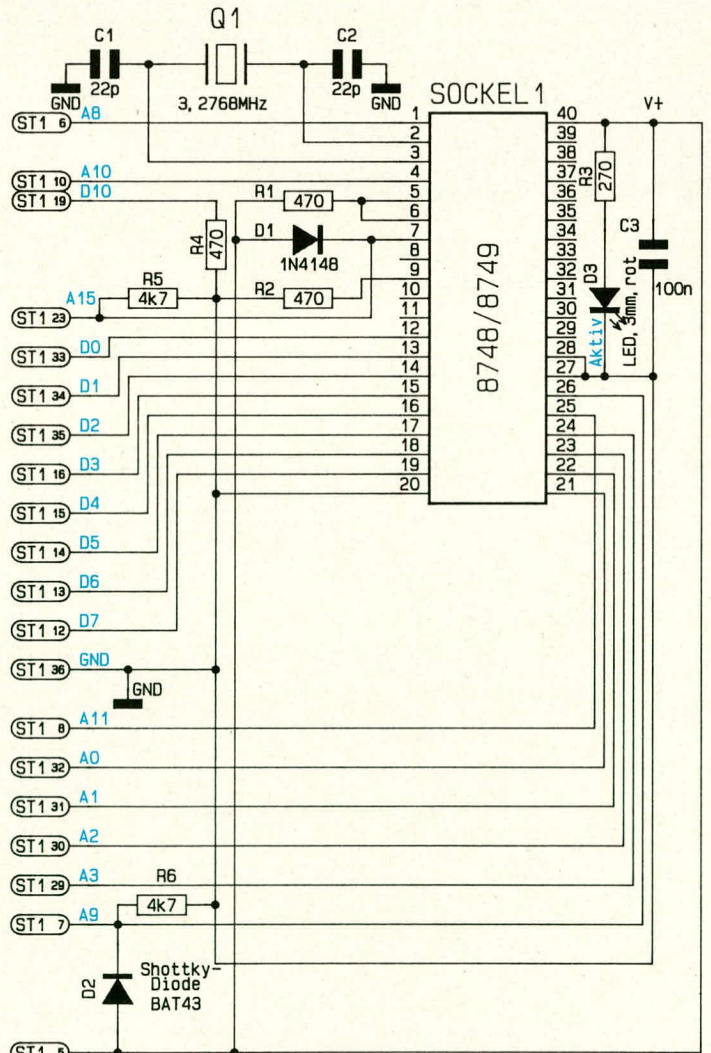 Q1
C1
C2
22p
22p
GND
GND
3,2768MHz
SOCKEL1
V+
ST1 6 A8
1
40
2
39
3
38
ST1 10 A10
4
37
ST1 19 D10
R1
470
5
36
6
35
R4
470
D1
1N4148
7
34
8
33
R5
4k7
R2
470
9
32
ST1 23 A15
10
31
11
30
ST1 33 D0
12
29
13
28
ST1 34 D1
14
27
15
26
ST1 35 D2
16
25
17
24
ST1 16 D3
18
23
19
22
ST1 15 D4
20
21
8748/8749
R3
270
C3
100n
D3
LED, 3mm, rot
Aktiv
ST1 14 D5
ST1 13 D6
ST1 12 D7
ST1 36 GND
GND
ST1 8 A11
ST1 32 A0
ST1 31 A1
ST1 30 A2
ST1 29 A3
R6
4k7
ST1 7 A9
D2
Shottky-
Diode
BAT43
ST1 5